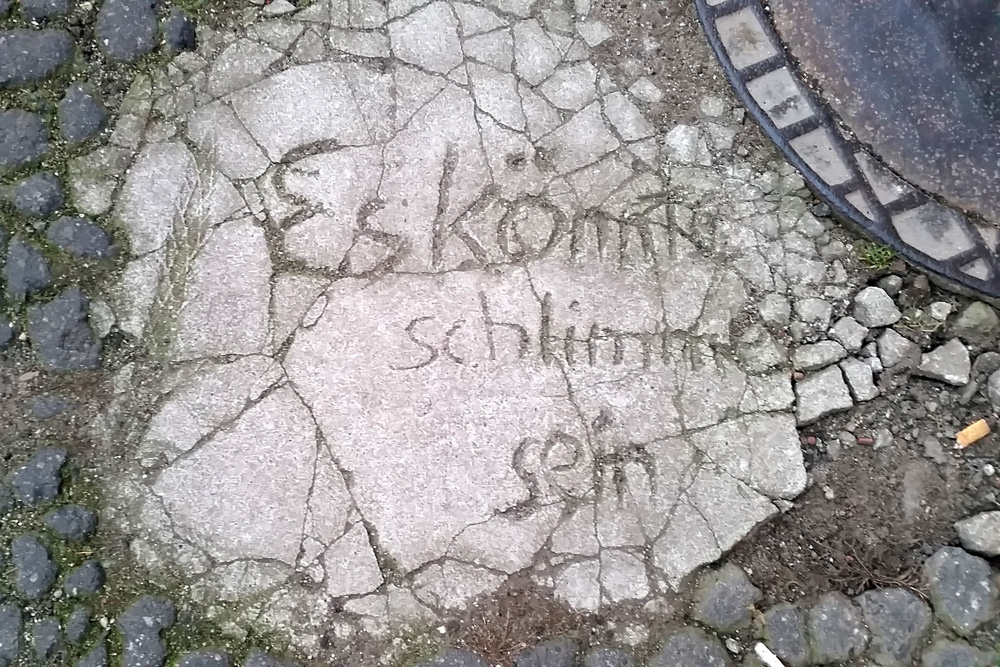 Es könnte
schlimmer
sein